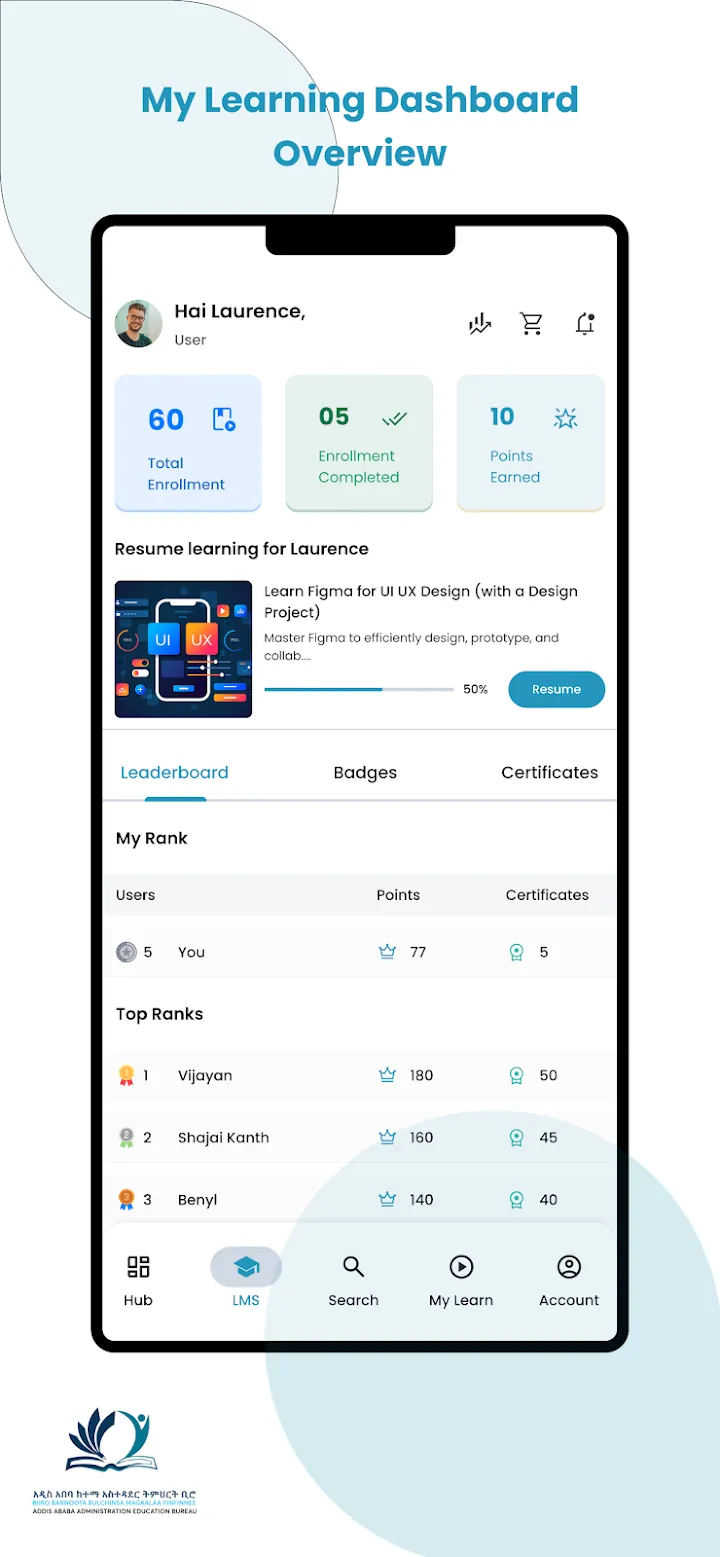 My Learning Dashboard
Overview
Hai Laurence,
User
60
Total
Enrollment
05
Enrollment
Completed
10
Points
Earned
Resume learning for Laurence
UI UX
Learn Figma for UI UX Design (with a Design
Project)
Master Figma to efficiently design, prototype, and
collab....
50% Resume
Leaderboard Badges Certificates
My Rank
Users Points Certificates
5 You 77 5
Top Ranks
1 Vijayan 180 50
2 Shajai Kanth 160 45
3 Benyl 140 40
Hub LMS Search My Learn Account
አዲስ አበባ ከተማ አስተዳደር ትምህርት ቢሮ
BIIRO BARNOOTA BULCHINSA MAGAALAA FINFINNEE
ADDIS ABABA ADMINISTRATION EDUCATION BUREAU